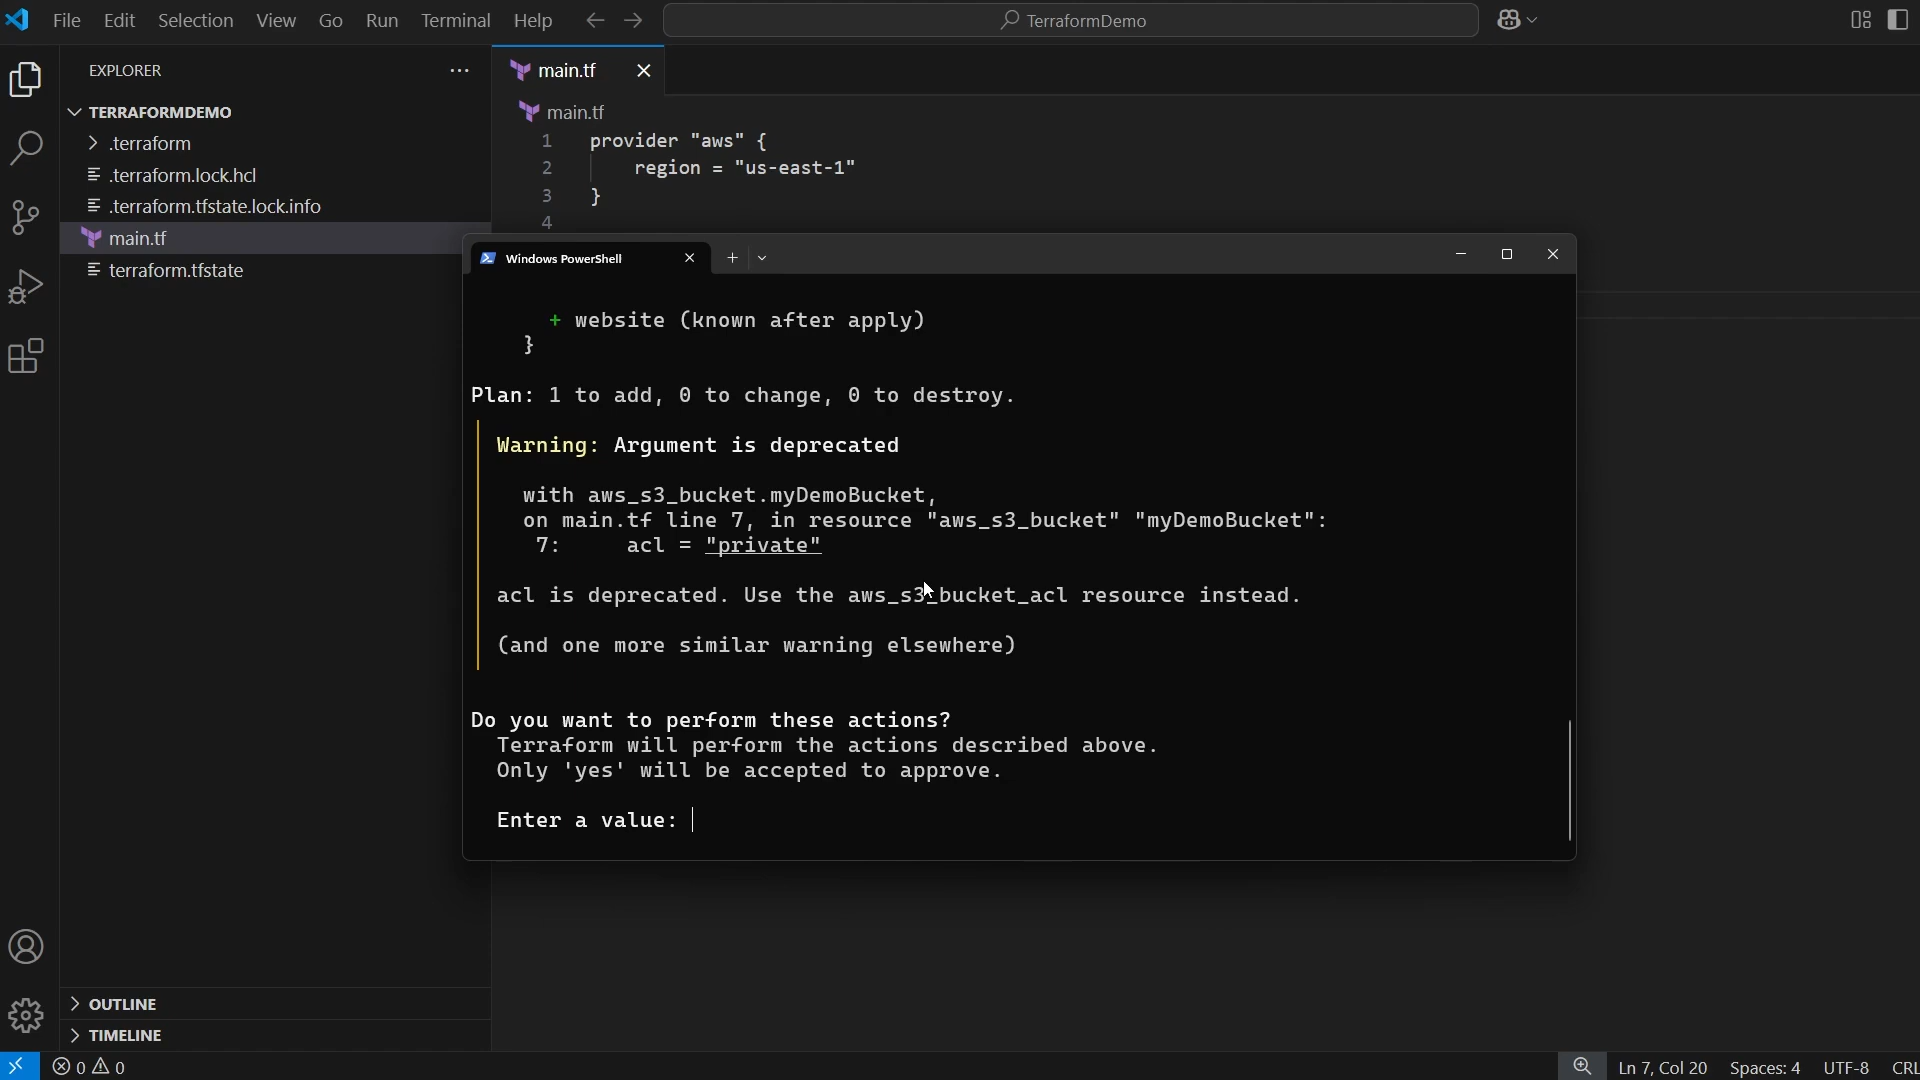 File Edit Selection View Go Run Terminal Help
TerraformDemo
EXPLORER
TERRAFORMDEMO
.terraform
.terraform.lock.hcl
.terraform.tfstate.lock.info
main.tf
terraform.tfstate
OUTLINE
TIMELINE
main.tf
main.tf
1 provider "aws" {
2 region = "us-east-1"
3 }
4
Windows PowerShell
+ website (known after apply)
}
Plan: 1 to add, 0 to change, 0 to destroy.
Warning: Argument is deprecated
with aws_s3_bucket.myDemoBucket,
on main.tf line 7, in resource "aws_s3_bucket" "myDemoBucket":
7: acl = "private"
acl is deprecated. Use the aws_s3_bucket_acl resource instead.
(and one more similar warning elsewhere)
Do you want to perform these actions?
Terraform will perform the actions described above.
Only 'yes' will be accepted to approve.
Enter a value:
0 0
Ln 7, Col 20 Spaces: 4 UTF-8 CRL